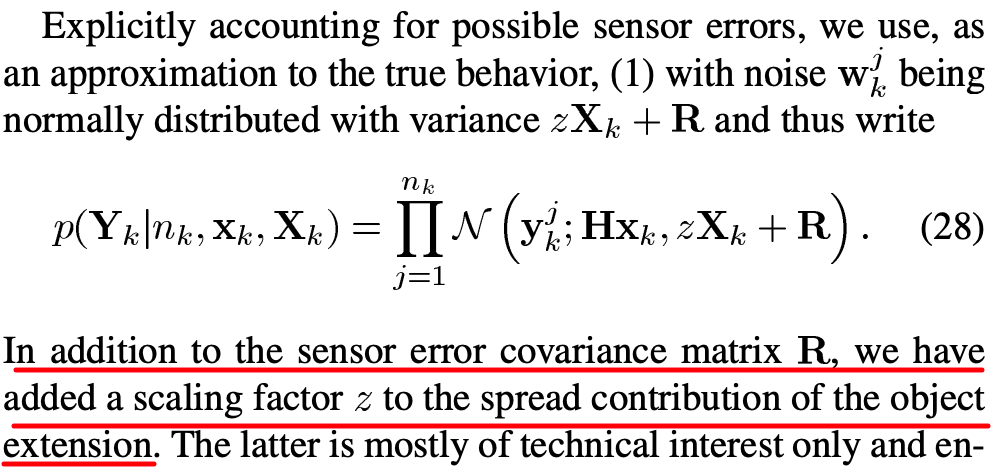 Explicitly accounting for possible sensor errors, we use, as
an approximation to the true behavior, (1) with noise $\mathbf{w}_k^j$ being
normally distributed with variance $z\mathbf{X}_k + \mathbf{R}$ and thus write
$p(\mathbf{Y}_k|n_k, \mathbf{x}_k, \mathbf{X}_k) = \prod_{j=1}^{n_k} \mathcal{N}\left(\mathbf{y}_k^j; \mathbf{H}\mathbf{x}_k, z\mathbf{X}_k + \mathbf{R}\right).$ (28)
In addition to the sensor error covariance matrix $\mathbf{R}$, we have
added a scaling factor $z$ to the spread contribution of the object
extension. The latter is mostly of technical interest only and en-